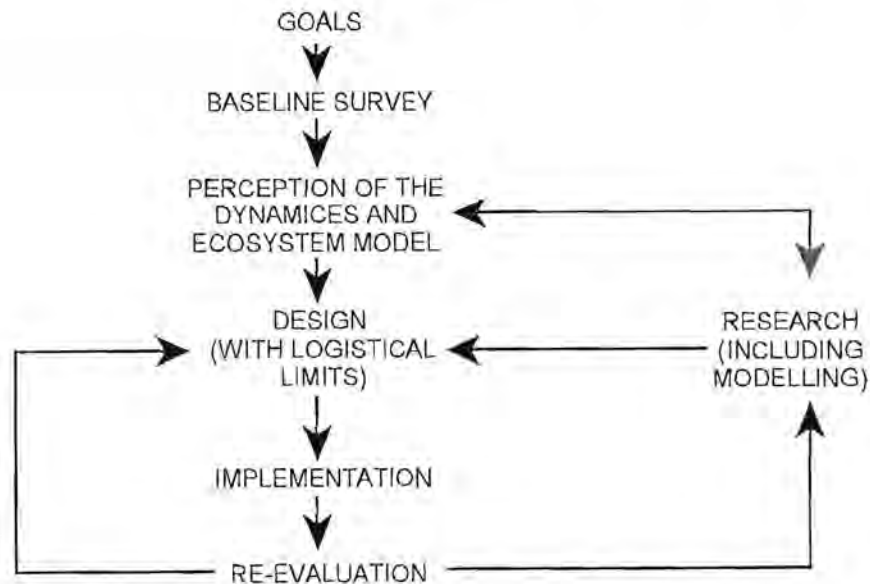 GOALS
BASELINE SURVEY
PERCEPTION OF THE
DYNAMICES AND
ECOSYSTEM MODEL
DESIGN
(WITH LOGISTICAL
LIMITS)
RESEARCH
(INCLUDING
MODELLING)
IMPLEMENTATION
RE-EVALUATION